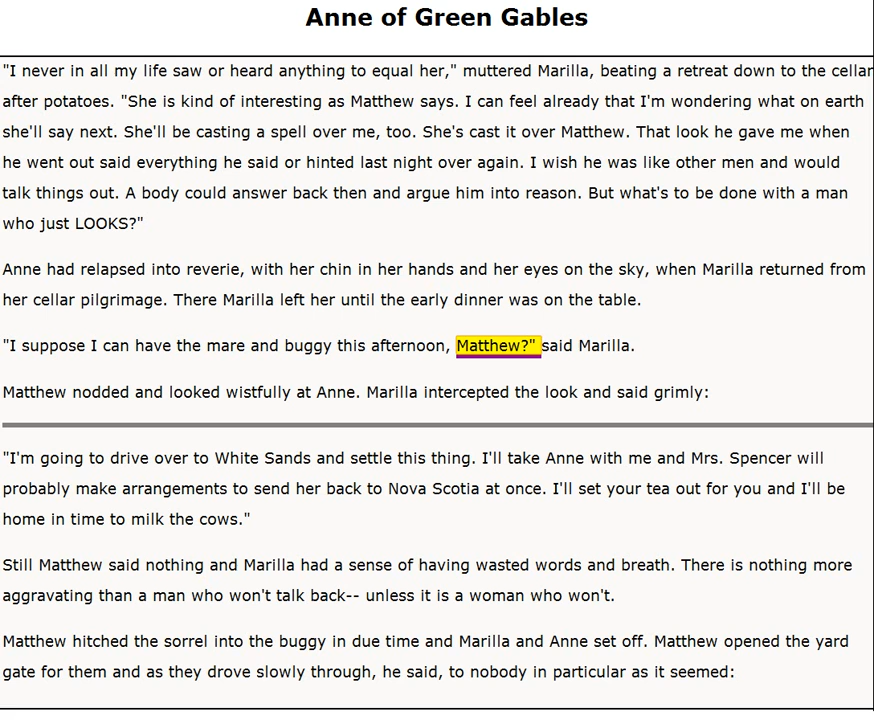 Anne of Green Gables
"I never in all my life saw or heard anything to equal her," muttered Marilla, beating a retreat down to the cellar
after potatoes. "She is kind of interesting as Matthew says. I can feel already that I'm wondering what on earth
she'll say next. She'll be casting a spell over me, too. She's cast it over Matthew. That look he gave me when
he went out said everything he said or hinted last night over again. I wish he was like other men and would
talk things out. A body could answer back then and argue him into reason. But what's to be done with a man
who just LOOKS?"
Anne had relapsed into reverie, with her chin in her hands and her eyes on the sky, when Marilla returned from
her cellar pilgrimage. There Marilla left her until the early dinner was on the table.
"I suppose I can have the mare and buggy this afternoon, Matthew?" said Marilla.
Matthew nodded and looked wistfully at Anne. Marilla intercepted the look and said grimly:
"I'm going to drive over to White Sands and settle this thing. I'll take Anne with me and Mrs. Spencer will
probably make arrangements to send her back to Nova Scotia at once. I'll set your tea out for you and I'll be
home in time to milk the cows."
Still Matthew said nothing and Marilla had a sense of having wasted words and breath. There is nothing more
aggravating than a man who won't talk back-- unless it is a woman who won't.
Matthew hitched the sorrel into the buggy in due time and Marilla and Anne set off. Matthew opened the yard
gate for them and as they drove slowly through, he said, to nobody in particular as it seemed: